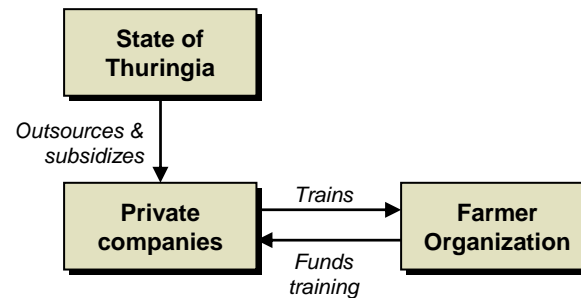 State of
Thuringia
Outsources &
subsidizes
Private
companies
Trains
Farmer
Organization
Funds
training